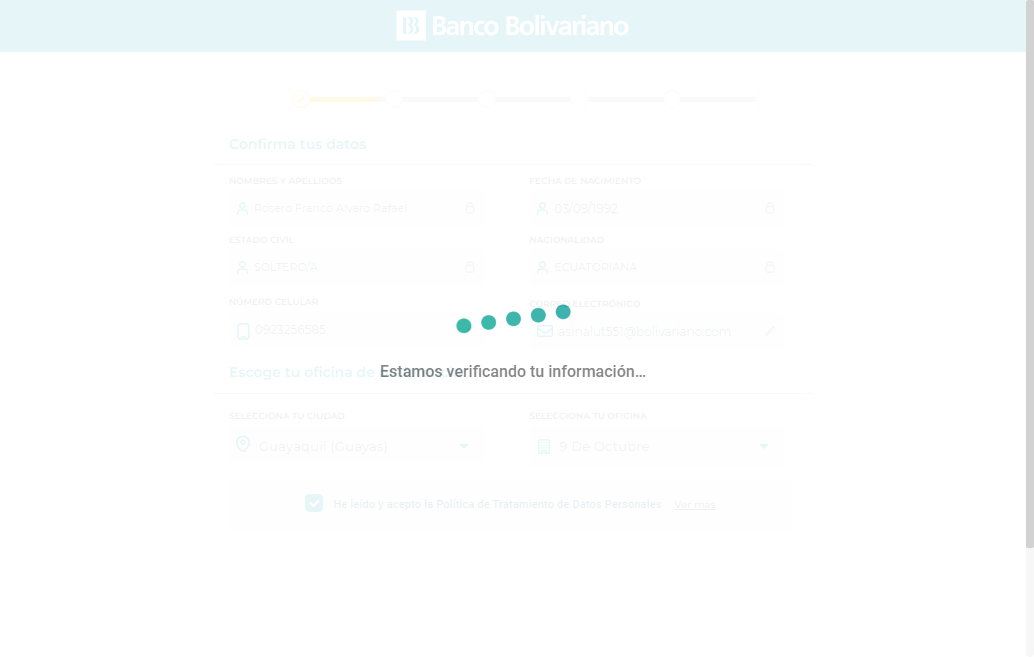 Banco Bolivariano
Confirma tus datos
NOMBRES Y APELLIDOS
FECHA DE NACIMIENTO
Rosero Franco Alvaro Rafael
03/09/1992
ESTADO CIVIL
NACIONALIDAD
SOLTERO/A
ECUATORIANA
NÚMERO CELULAR
CORREO ELECTRÓNICO
0923256585
asinalut551@bolivariano.com
Estamos verificando tu información...
Escoge tu oficina de
SELECCIONA TU CIUDAD
SELECCIONA TU OFICINA
Guayaquil (Guayas)
9 De Octubre
He leído y acepto la Política de Tratamiento de Datos Personales
Ver más